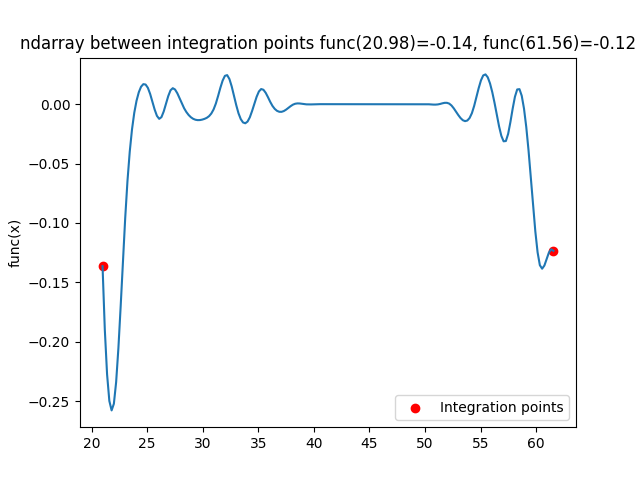 ndarray between integration points func(20.98)=-0.14, func(61.56)=-0.12
func(x)
0.00
−0.05
−0.10
−0.15
−0.20
−0.25
Integration points
20 25 30 35 40 45 50 55 60